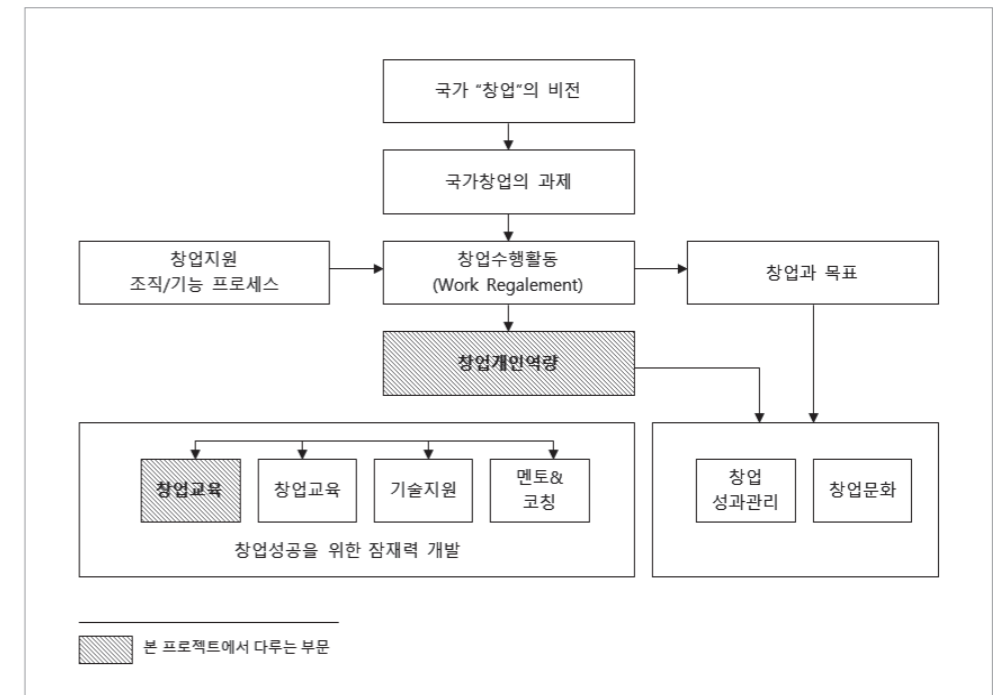 국가 “창업“의 비전
국가창업의 과제
창업지원
조직/기능 프로세스
창업수행활동
(Work Regalement)
창업과 목표
창업개인역량
창업교육
창업교육
기술지원
멘토&
코칭
창업성공을 위한 잠재력 개발
창업
성과관리
창업문화
본 프로젝트에서 다루는 부문